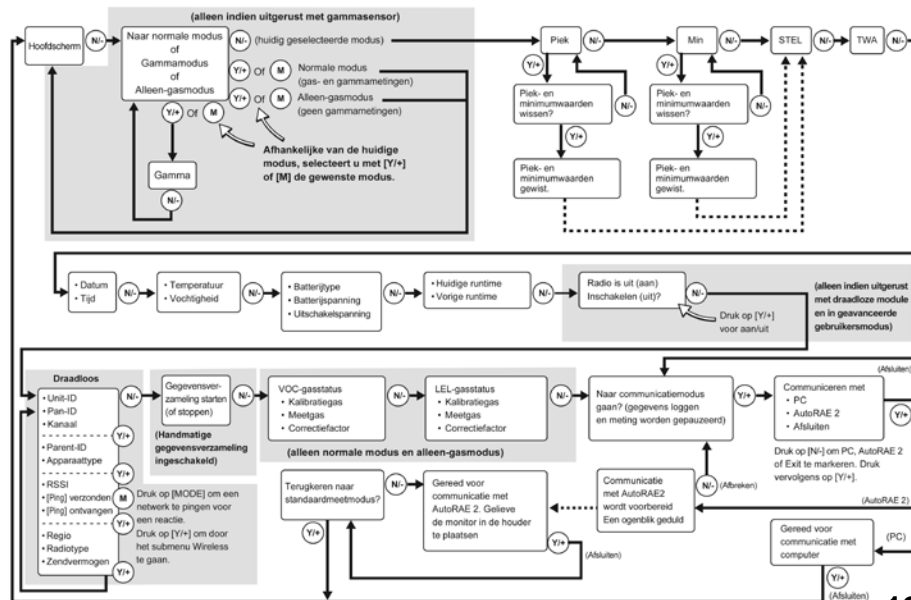 (alleen indien uitgerust met gammasensor)
Hoofdscherm
N/-
Naar normale modus
of
Gammamodus
of
Alleen-gasmodus
N/-
(huidig geselecteerde modus)
Y/+ Of M
Normale modus
(gas- en gammametingen)
Y/+ Of M
Alleen-gasmodus
(geen gammametingen)
Y/+ Of M
Afhankelijke van de huidige
modus, selecteert u met [Y/+]
of [M] de gewenste modus.
Gamma
N/-
Piek
N/-
Y/+
Piek- en
minimumwaarden
wissen?
N/-
Y/+
Piek- en
minimumwaarden
gewist.
Min
N/-
Y/+
Piek- en
minimumwaarden
wissen?
N/-
Y/+
Piek- en
minimumwaarden
gewist.
STEL
N/-
TWA
N/-
• Datum
• Tijd
N/-
• Temperatuur
• Vochtigheid
N/-
• Batterijtype
• Batterijspanning
• Uitschakelspanning
N/-
• Huidige runtime
• Vorige runtime
N/-
Radio is uit (aan)
Inschakelen (uit)?
N/-
Druk op [Y/+]
voor aan/uit
(alleen indien uitgerust
met draadloze module
en in geavanceerde
gebruikersmodus)
Draadloos
• Unit-ID
• Pan-ID
• Kanaal
N/-
Y/+
• Parent-ID
• Apparaattype
Y/+
• RSSI
• [Ping] verzonden
• [Ping] ontvangen
M
Y/+
• Regio
• Radiotype
• Zendvermogen
Y/+
Druk op [MODE] om een
netwerk te pingen voor
een reactie.
Druk op [Y/+] om door
het submenu Wireless
te gaan.
Gegevensver-
zameling starten
(of stoppen)
N/-
(Handmatige
gegevensverzameling
ingeschakeld)
VOC-gasstatus
• Kalibratiegas
• Meetgas
• Correctiefactor
N/-
LEL-gasstatus
• Kalibratiegas
• Meetgas
• Correctiefactor
N/-
(alleen normale modus en alleen-gasmodus)
Naar communicatiemodus
gaan? (gegevens loggen
en meting worden gepauzeerd)
Y/+
Communiceren met
• PC
• AutoRAE 2
• Afsluiten
(Afsluiten)
Y/+
Druk op [N/-] om PC, AutoRAE 2
of Exit te markeren. Druk
vervolgens op [Y/+].
N/-
(Afbreken)
(AutoRAE 2)
Communicatie
met AutoRAE2
wordt voorbereid
Een ogenblik geduld
Terugkeren naar
standaardmeetmodus?
N/-
Y/+
Gereed voor
communicatie met
AutoRAE 2. Gelieve
de monitor in de houder
te plaatsen
Y/+
(Afsluiten)
Gereed voor
communicatie met
computer
(PC)
Y/+
(Afsluiten)